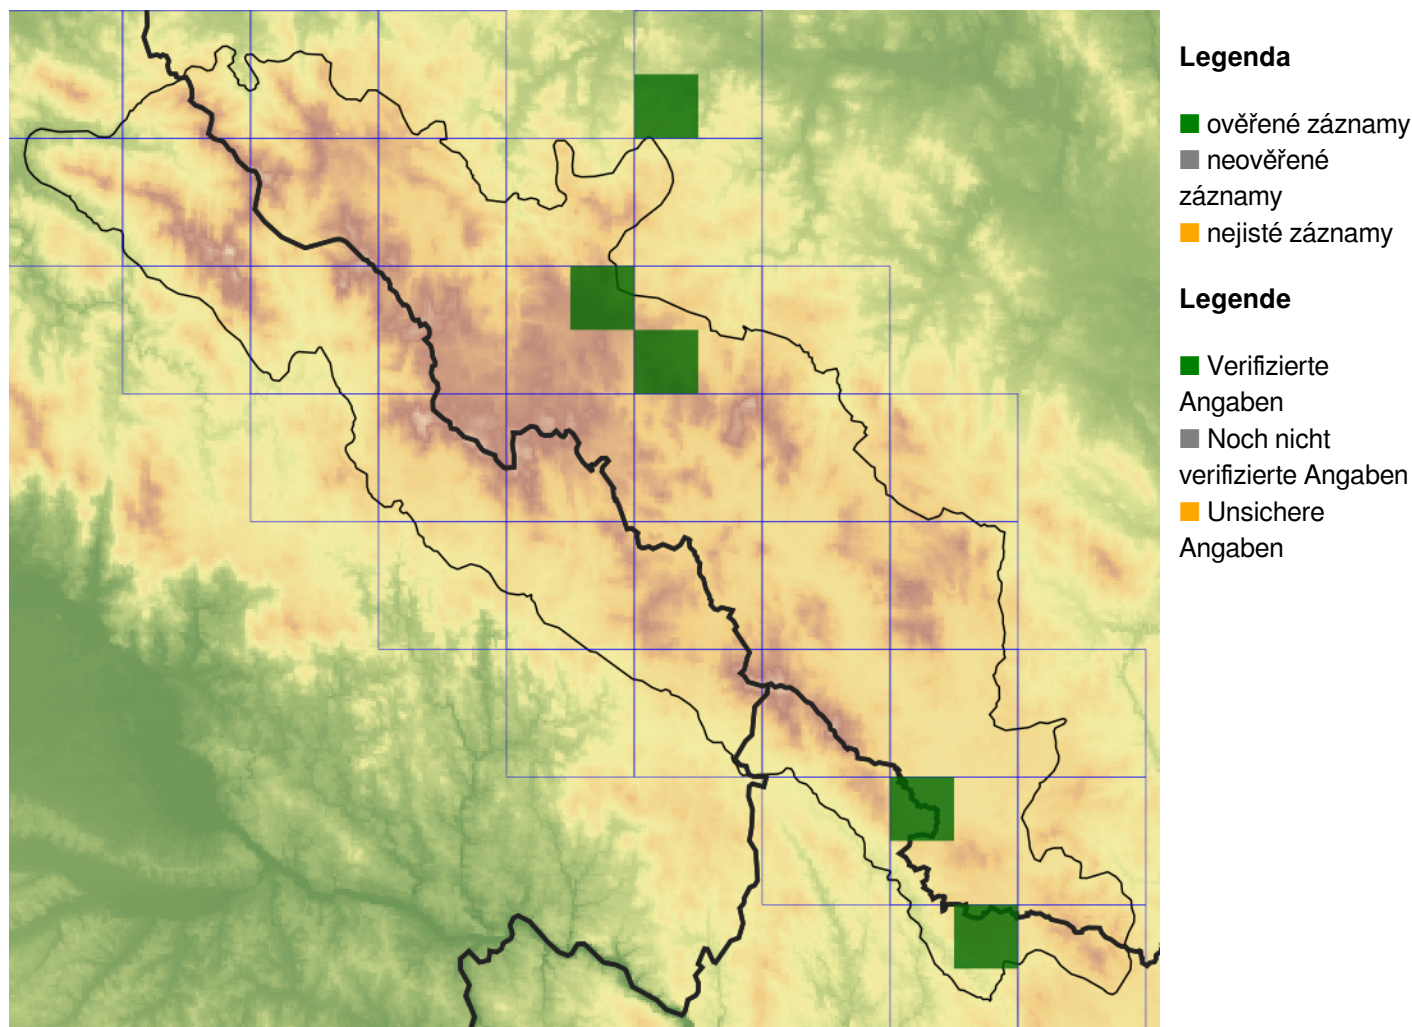 Legenda
ověřené záznamy
neověřené
záznamy
nejisté záznamy
Legende
Verifizierte
Angaben
Noch nicht
verifizierte Angaben
Unsichere
Angaben